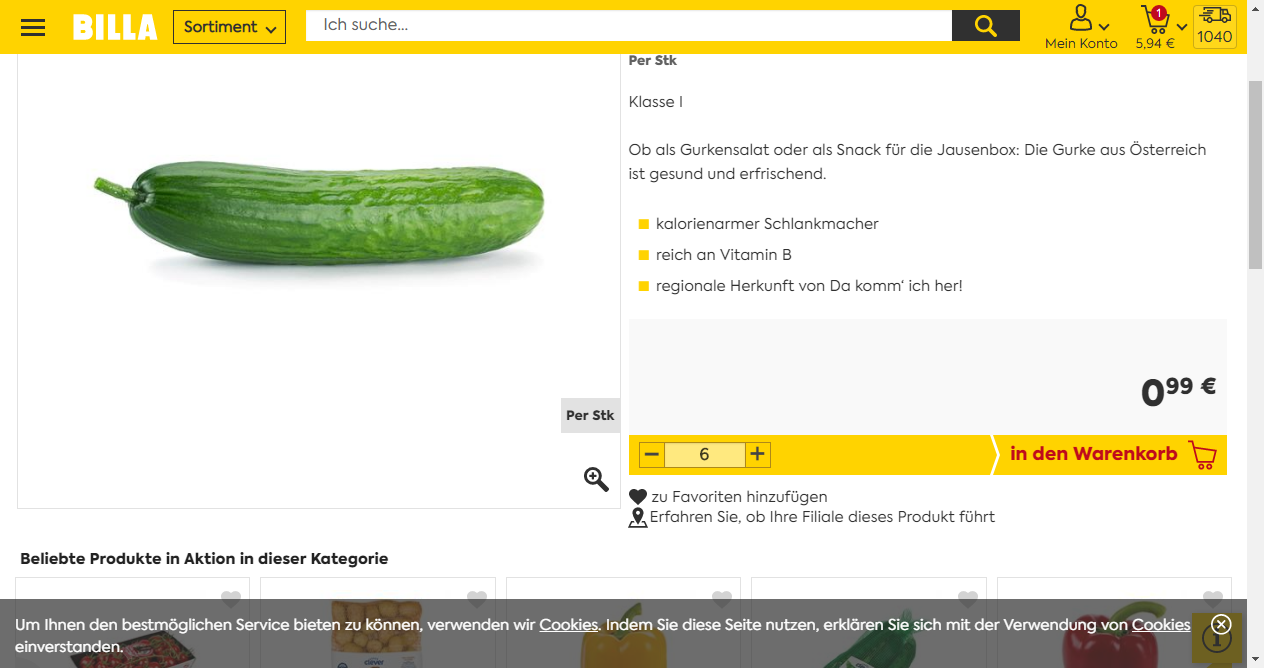 BILLA
Sortiment
Ich suche...
Mein Konto
1
5,94 €
1040
Per Stk
Klasse I
Ob als Gurkensalat oder als Snack für die Jausenbox: Die Gurke aus Österreich
ist gesund und erfrischend.
kalorienarmer Schlankmacher
reich an Vitamin B
regionale Herkunft von Da komm‘ ich her!
0 99 €
Per Stk
− 6 +
in den Warenkorb
zu Favoriten hinzufügen
Erfahren Sie, ob Ihre Filiale dieses Produkt führt
Beliebte Produkte in Aktion in dieser Kategorie
Um Ihnen den bestmöglichen Service bieten zu können, verwenden wir Cookies. Indem Sie diese Seite nutzen, erklären Sie sich mit der Verwendung von Cookies
einverstanden.
clever